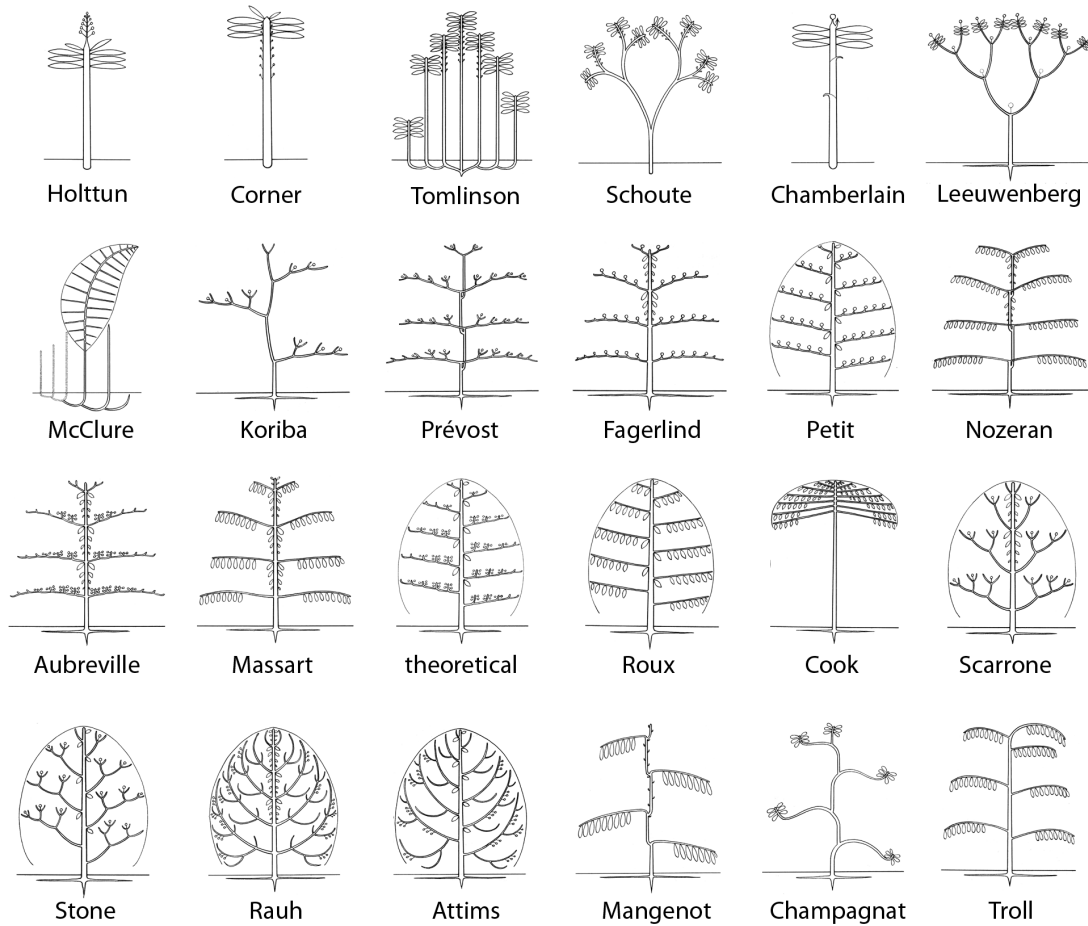 Holttun
Corner
Tomlinson
Schoute
Chamberlain
Leeuwenberg
McClure
Koriba
Prévost
Fagerlind
Petit
Nozeran
Aubreville
Massart
theoretical
Roux
Cook
Scarrone
Stone
Rauh
Attims
Mangenot
Champagnat
Troll